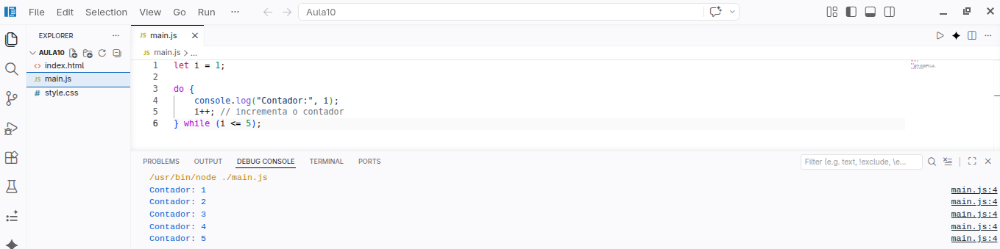 File Edit Selection View Go Run ···
Aula10
EXPLORER ···
AULA10
<> index.html
JS main.js
# style.css
JS main.js
JS main.js > ...
1 let i = 1;
2
3 do {
4     console.log("Contador:", i);
5     i++; // incrementa o contador
6 } while (i <= 5);
PROBLEMS OUTPUT DEBUG CONSOLE TERMINAL PORTS
Filter (e.g. text, !exclude, \e...
/usr/bin/node ./main.js
Contador: 1 main.js:4
Contador: 2 main.js:4
Contador: 3 main.js:4
Contador: 4 main.js:4
Contador: 5 main.js:4